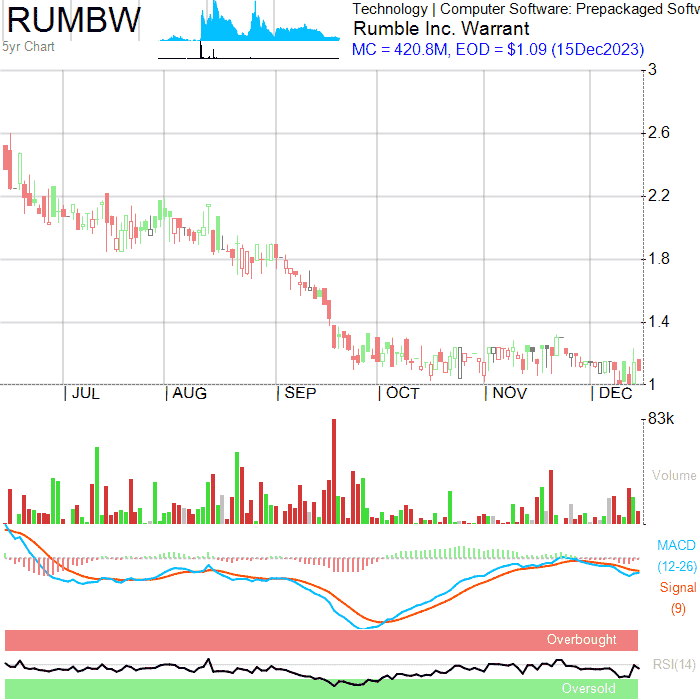 RUMBW
5yr Chart
Technology | Computer Software: Prepackaged Softw
Rumble Inc. Warrant
MC = 420.8M, EOD = $1.09 (15Dec2023)
3
2.6
2.2
1.8
1.4
1
| JUL | AUG | SEP | OCT | NOV | DEC
83k
Volume
MACD
(12-26)
Signal
(9)
Overbought
RSI(14)
Oversold